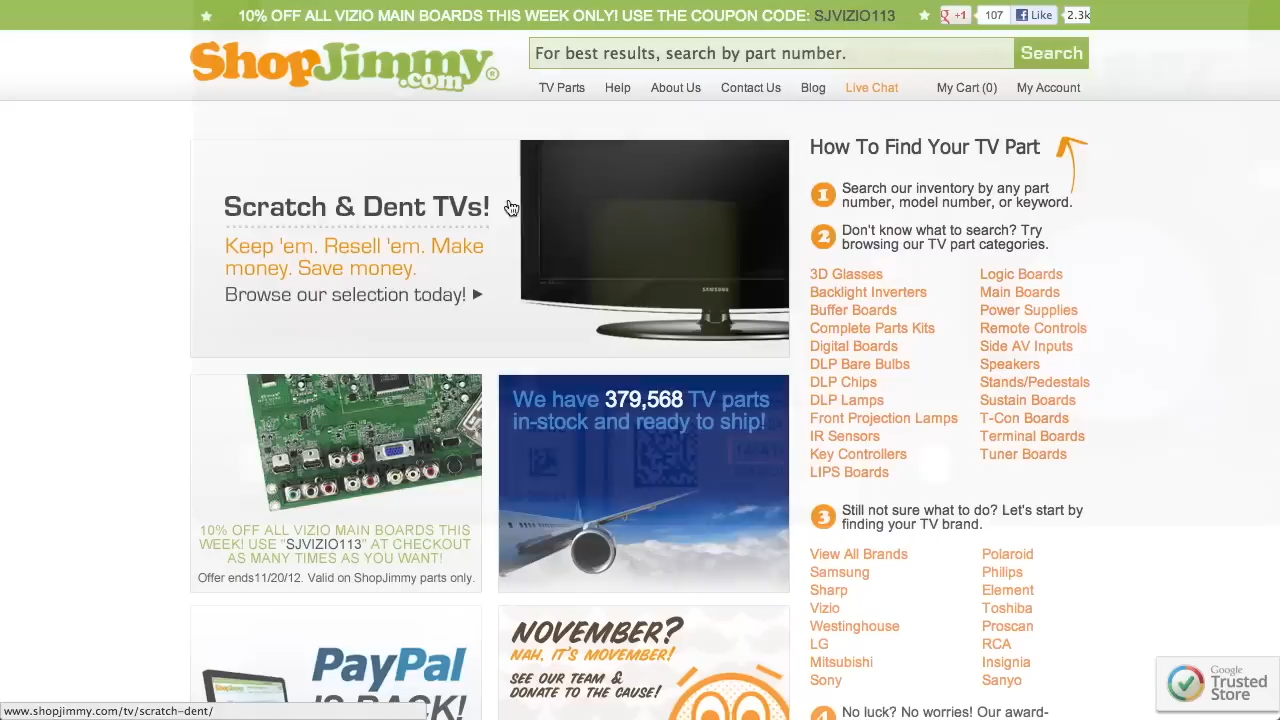 10% OFF ALL VIZIO MAIN BOARDS THIS WEEK ONLY! USE THE COUPON CODE: SJVIZIO113
+1 107 Like 2.3k
ShopJimmy.com®
For best results, search by part number. Search
TV Parts Help About Us Contact Us Blog Live Chat My Cart (0) My Account
Scratch & Dent TVs!
Keep 'em. Resell 'em. Make
money. Save money.
Browse our selection today!
SAMSUNG
10% OFF ALL VIZIO MAIN BOARDS THIS
WEEK! USE "SJVIZIO113" AT CHECKOUT
AS MANY TIMES AS YOU WANT!
Offer ends11/20/12. Valid on ShopJimmy parts only.
We have 379,568 TV parts
in-stock and ready to ship!
ShopJimmy
PayPal
IS BACK!
NOVEMBER?
NAH, IT'S MOVEMBER!
SEE OUR TEAM &
DONATE TO THE CAUSE!
How To Find Your TV Part
1 Search our inventory by any part
number, model number, or keyword.
2 Don't know what to search? Try
browsing our TV part categories.
3D Glasses
Backlight Inverters
Buffer Boards
Complete Parts Kits
Digital Boards
DLP Bare Bulbs
DLP Chips
DLP Lamps
Front Projection Lamps
IR Sensors
Key Controllers
LIPS Boards
Logic Boards
Main Boards
Power Supplies
Remote Controls
Side AV Inputs
Speakers
Stands/Pedestals
Sustain Boards
T-Con Boards
Terminal Boards
Tuner Boards
3 Still not sure what to do? Let's start by
finding your TV brand.
View All Brands
Samsung
Sharp
Vizio
Westinghouse
LG
Mitsubishi
Sony
Polaroid
Philips
Element
Toshiba
Proscan
RCA
Insignia
Sanyo
4 No luck? No worries! Our award-
Google
Trusted
Store
www.shopjimmy.com/tv/scratch-dent/